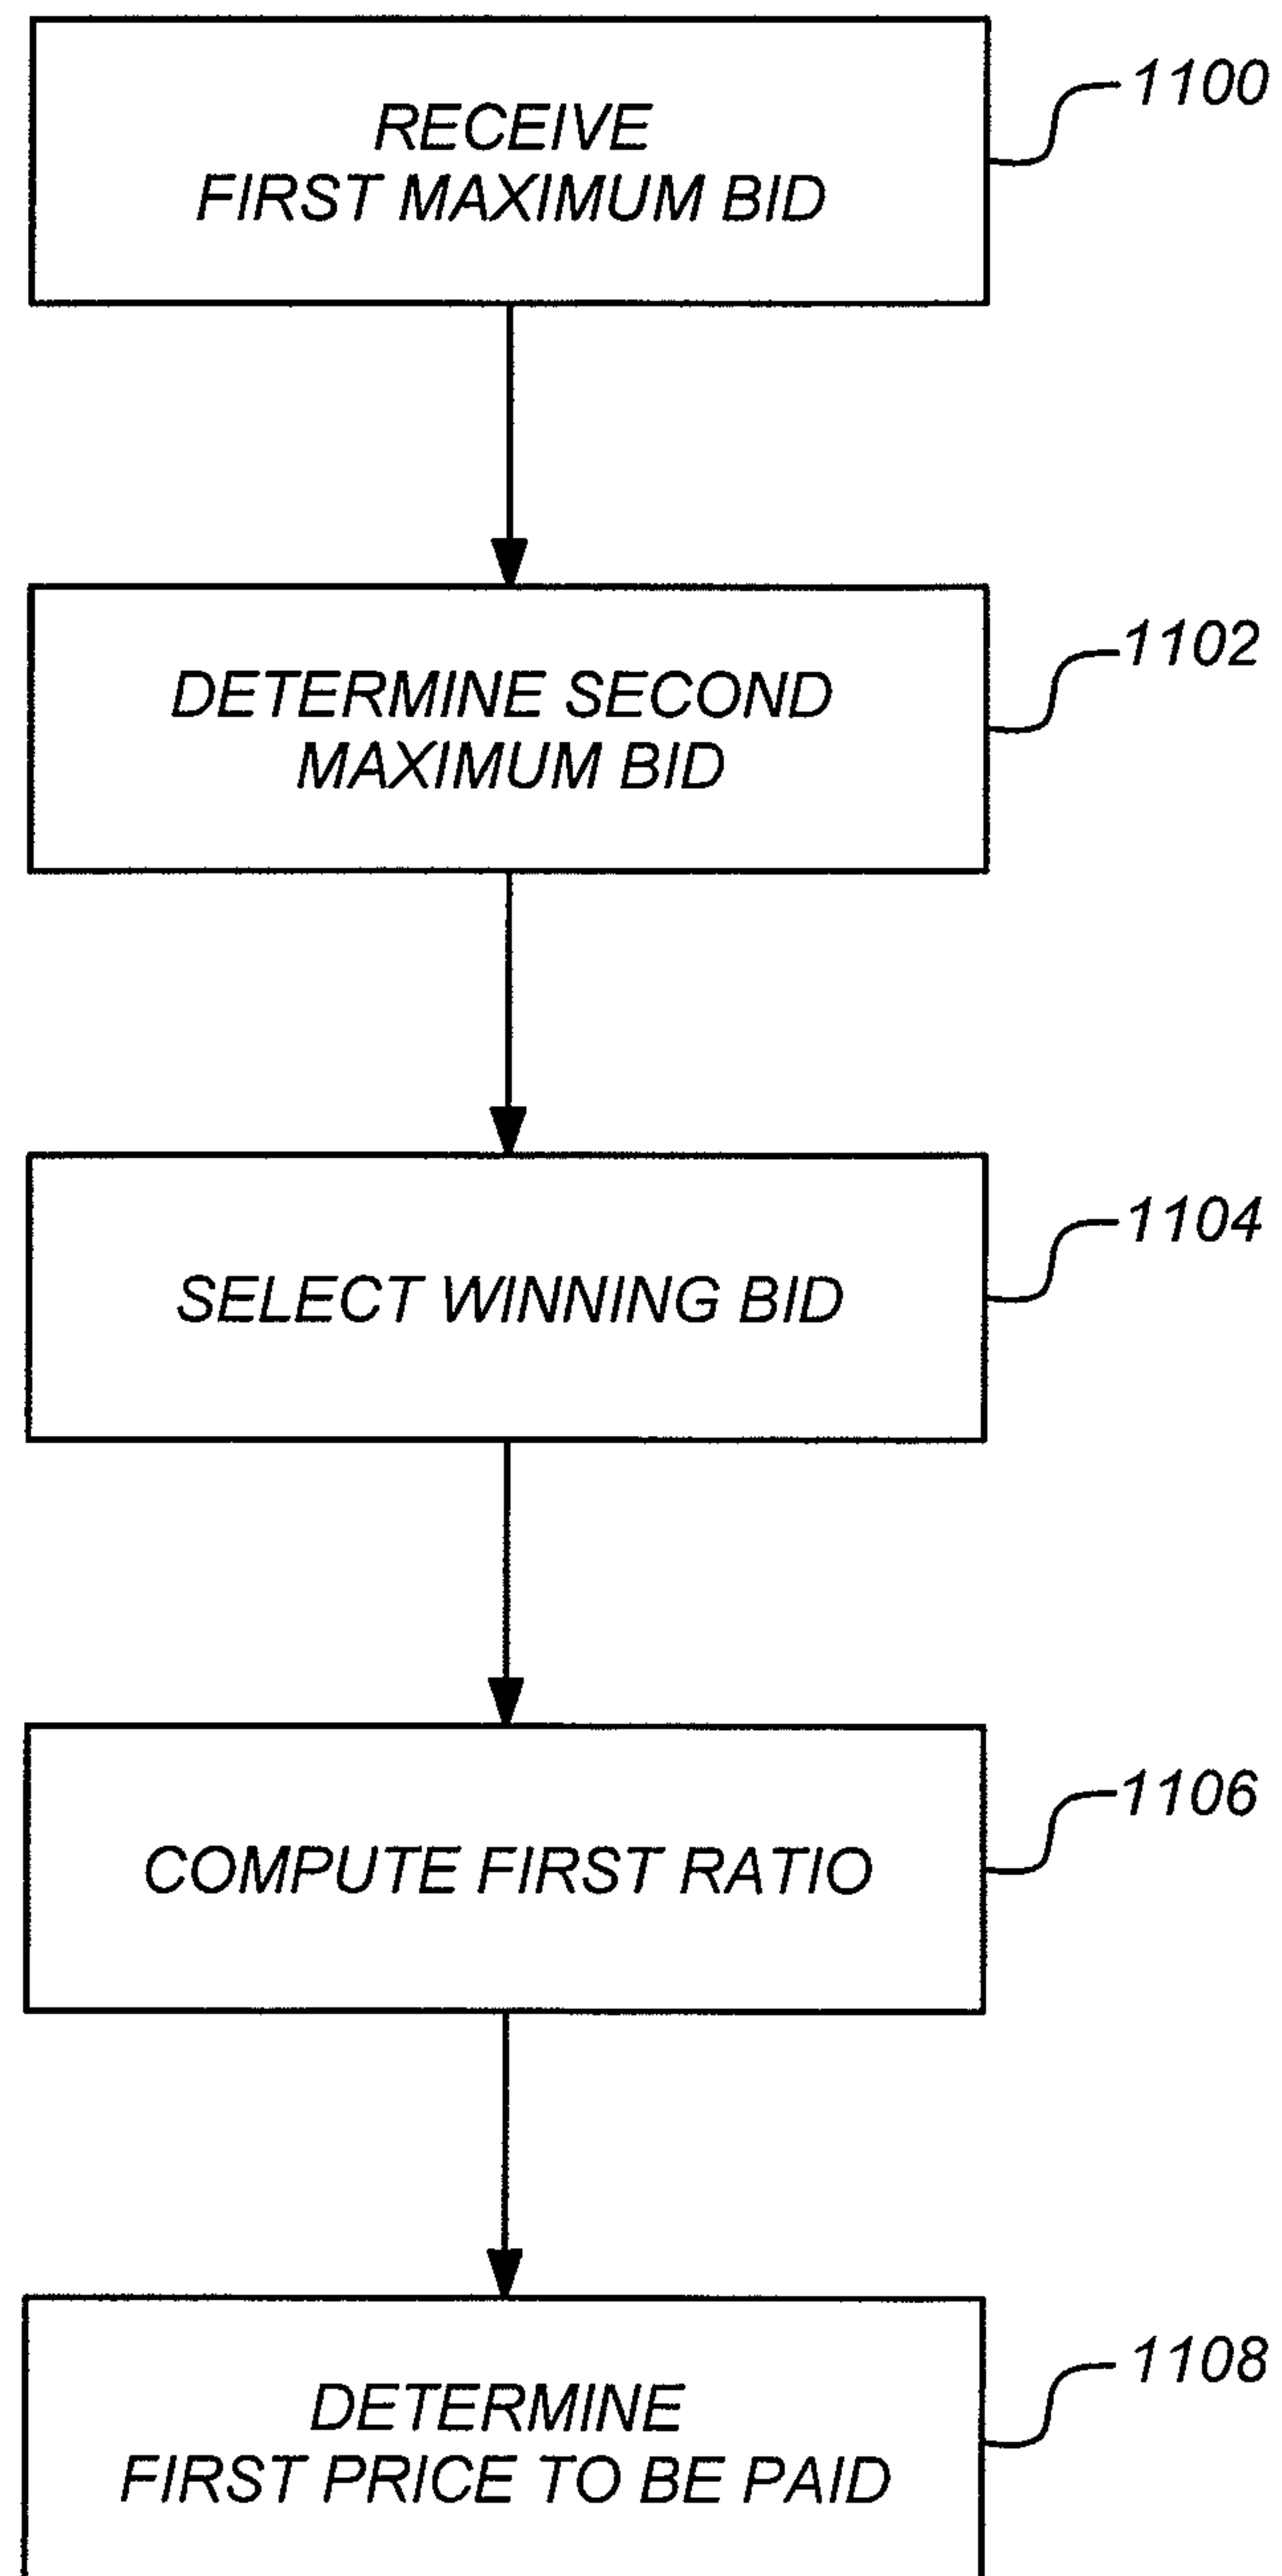 RECEIVE
FIRST MAXIMUM BID
1100
DETERMINE SECOND
MAXIMUM BID
1102
SELECT WINNING BID
1104
COMPUTE FIRST RATIO
1106
DETERMINE
FIRST PRICE TO BE PAID
1108